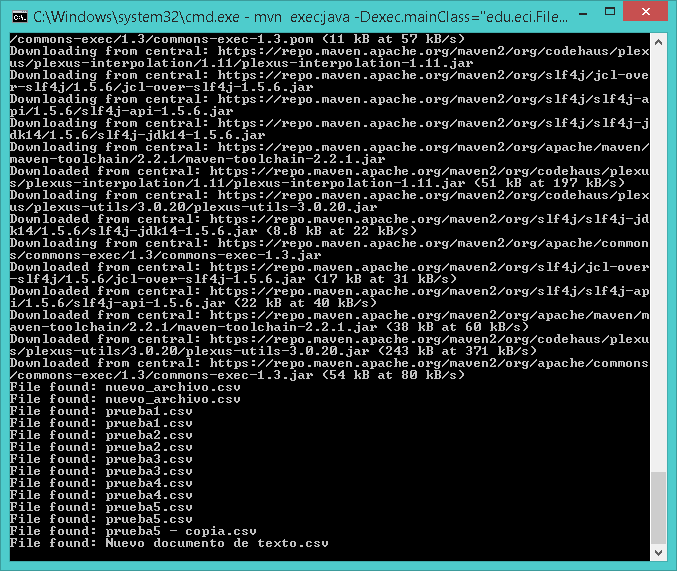 C:\Windows\system32\cmd.exe - mvn  exec:java -Dexec.mainClass="edu.eci.File...
/commons-exec/1.3/commons-exec-1.3.pom (11 kB at 57 kB/s)
Downloading from central: https://repo.maven.apache.org/maven2/org/codehaus/plex
us/plexus-interpolation/1.11/plexus-interpolation-1.11.jar
Downloading from central: https://repo.maven.apache.org/maven2/org/slf4j/jcl-ove
r-slf4j/1.5.6/jcl-over-slf4j-1.5.6.jar
Downloading from central: https://repo.maven.apache.org/maven2/org/slf4j/slf4j-a
pi/1.5.6/slf4j-api-1.5.6.jar
Downloading from central: https://repo.maven.apache.org/maven2/org/slf4j/slf4j-j
dk14/1.5.6/slf4j-jdk14-1.5.6.jar
Downloading from central: https://repo.maven.apache.org/maven2/org/apache/maven/
maven-toolchain/2.2.1/maven-toolchain-2.2.1.jar
Downloaded from central: https://repo.maven.apache.org/maven2/org/codehaus/plexu
s/plexus-interpolation/1.11/plexus-interpolation-1.11.jar (51 kB at 197 kB/s)
Downloading from central: https://repo.maven.apache.org/maven2/org/codehaus/plex
us/plexus-utils/3.0.20/plexus-utils-3.0.20.jar
Downloaded from central: https://repo.maven.apache.org/maven2/org/slf4j/slf4j-jd
k14/1.5.6/slf4j-jdk14-1.5.6.jar (8.8 kB at 22 kB/s)
Downloading from central: https://repo.maven.apache.org/maven2/org/apache/common
s/commons-exec/1.3/commons-exec-1.3.jar
Downloaded from central: https://repo.maven.apache.org/maven2/org/slf4j/jcl-over
-slf4j/1.5.6/jcl-over-slf4j-1.5.6.jar (17 kB at 31 kB/s)
Downloaded from central: https://repo.maven.apache.org/maven2/org/slf4j/slf4j-ap
i/1.5.6/slf4j-api-1.5.6.jar (22 kB at 40 kB/s)
Downloaded from central: https://repo.maven.apache.org/maven2/org/apache/maven/m
aven-toolchain/2.2.1/maven-toolchain-2.2.1.jar (38 kB at 60 kB/s)
Downloaded from central: https://repo.maven.apache.org/maven2/org/codehaus/plexu
s/plexus-utils/3.0.20/plexus-utils-3.0.20.jar (243 kB at 371 kB/s)
Downloaded from central: https://repo.maven.apache.org/maven2/org/apache/commons
/commons-exec/1.3/commons-exec-1.3.jar (54 kB at 80 kB/s)
File found: nuevo_archivo.csv
File found: nuevo_archivo.csv
File found: prueba1.csv
File found: prueba1.csv
File found: prueba2.csv
File found: prueba2.csv
File found: prueba3.csv
File found: prueba3.csv
File found: prueba4.csv
File found: prueba4.csv
File found: prueba5.csv
File found: prueba5.csv
File found: prueba5 - copia.csv
File found: Nuevo documento de texto.csv